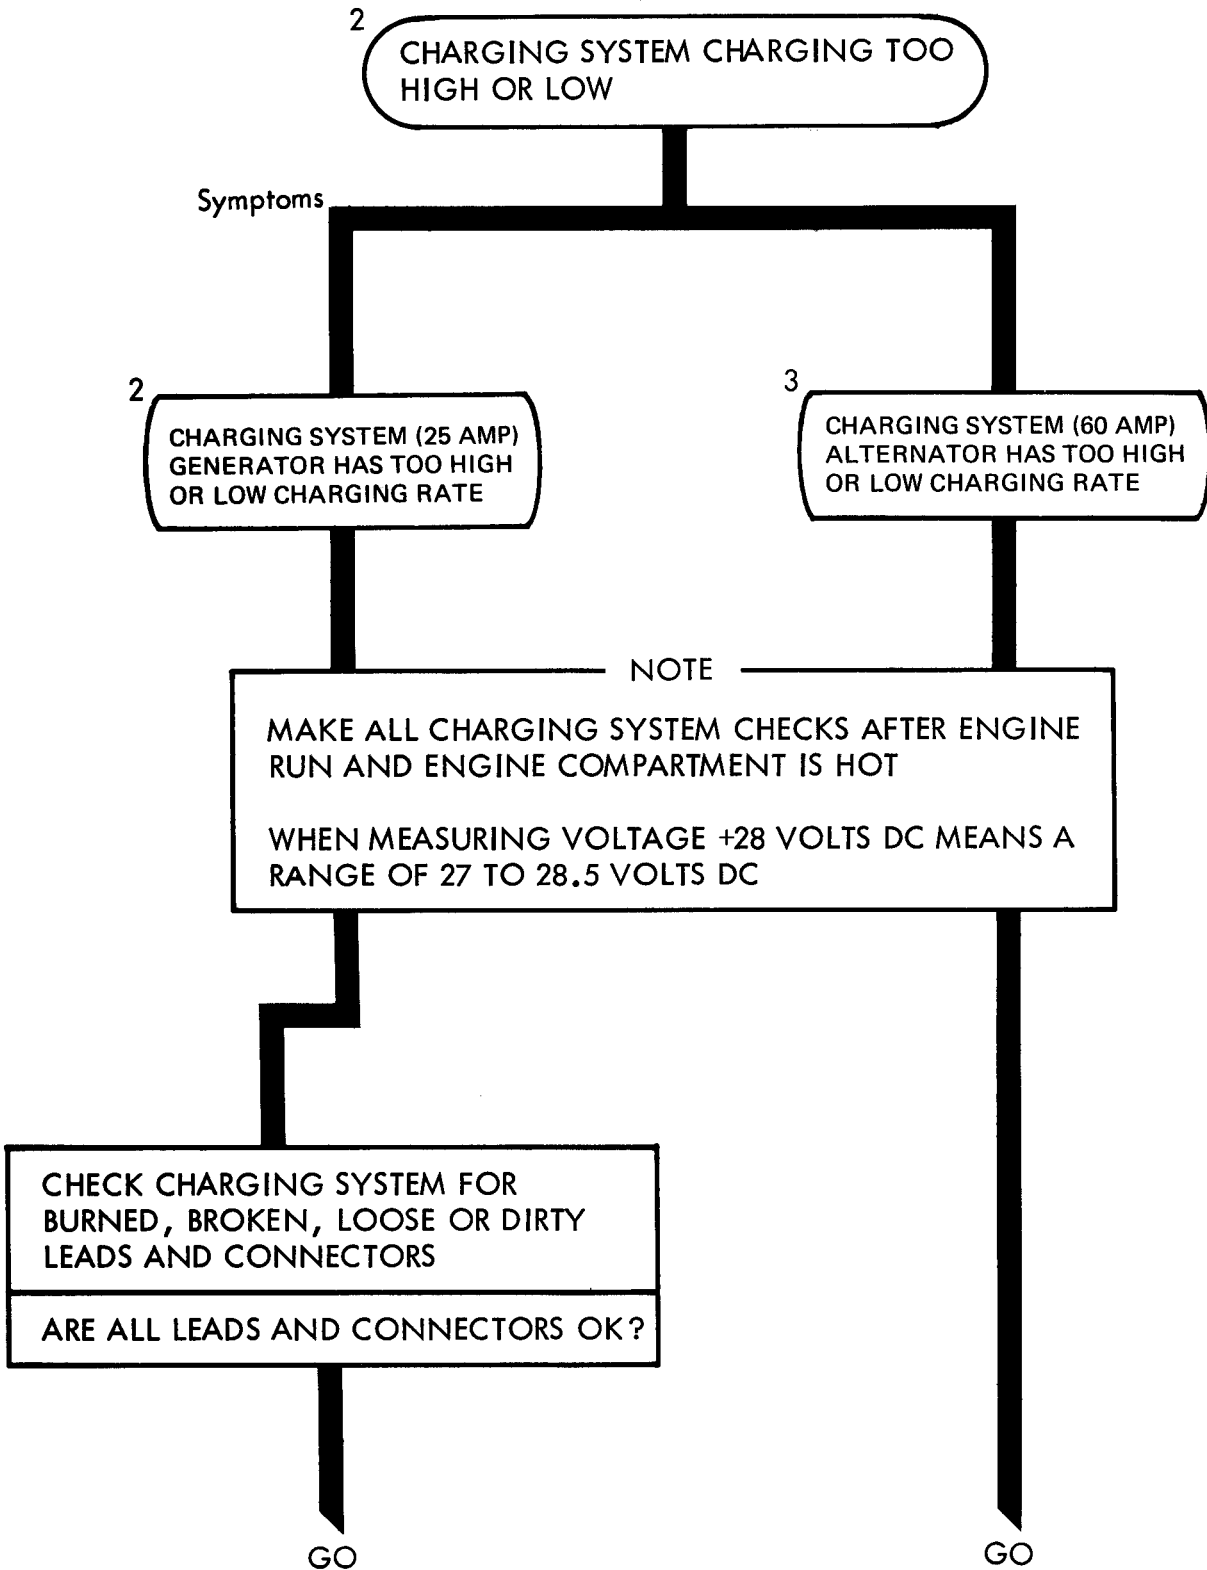 2
CHARGING SYSTEM CHARGING TOO
HIGH OR LOW
Symptoms
2
CHARGING SYSTEM (25 AMP)
GENERATOR HAS TOO HIGH
OR LOW CHARGING RATE
3
CHARGING SYSTEM (60 AMP)
ALTERNATOR HAS TOO HIGH
OR LOW CHARGING RATE
NOTE
MAKE ALL CHARGING SYSTEM CHECKS AFTER ENGINE
RUN AND ENGINE COMPARTMENT IS HOT
WHEN MEASURING VOLTAGE +28 VOLTS DC MEANS A
RANGE OF 27 TO 28.5 VOLTS DC
CHECK CHARGING SYSTEM FOR
BURNED, BROKEN, LOOSE OR DIRTY
LEADS AND CONNECTORS
ARE ALL LEADS AND CONNECTORS OK?
GO
GO